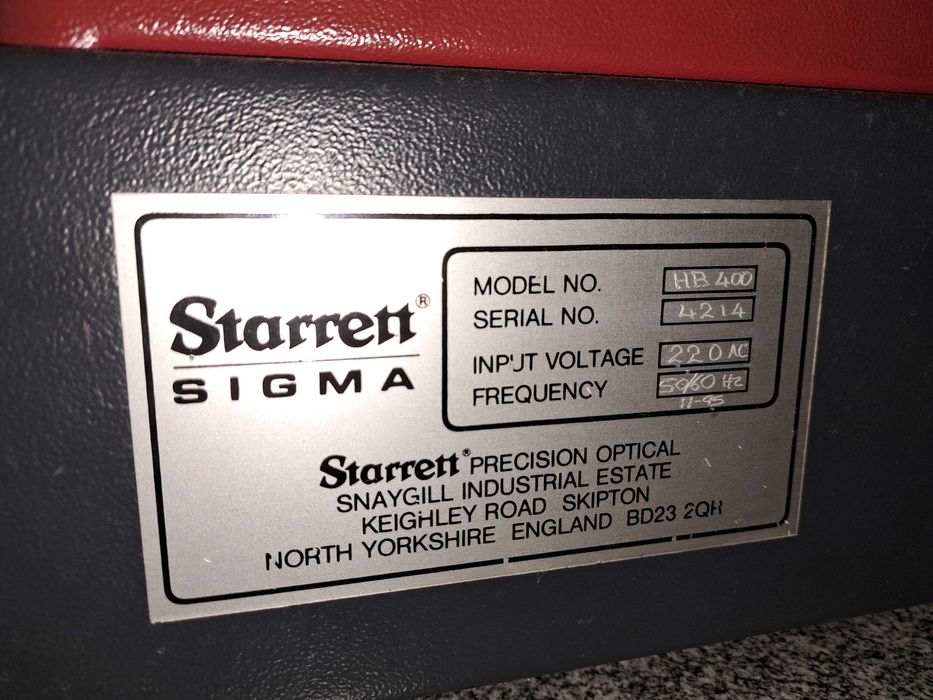 Starrett®
SIGMA
MODEL NO. HB 400
SERIAL NO. 4214
INPUT VOLTAGE 220 AC
FREQUENCY 50/60 Hz
11-95
Starrett® PRECISION OPTICAL
SNAYGILL INDUSTRIAL ESTATE
KEIGHLEY ROAD SKIPTON
NORTH YORKSHIRE ENGLAND BD23 2QR